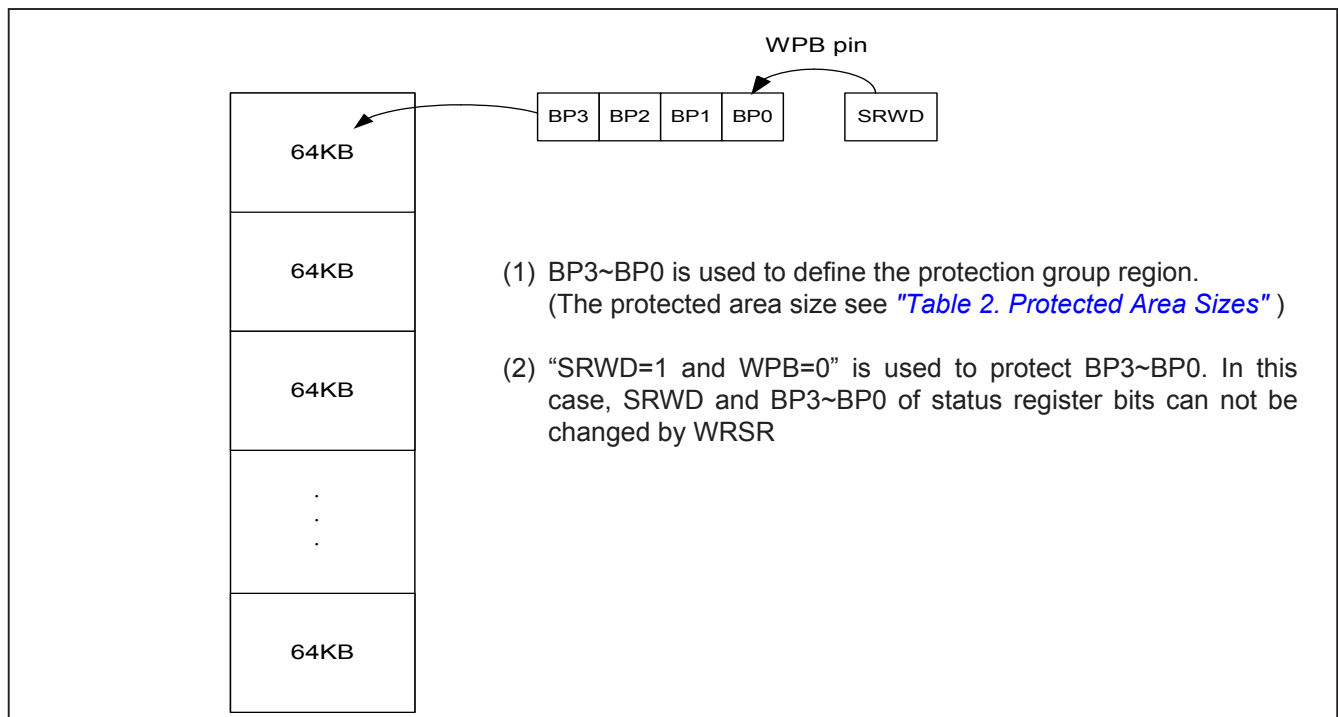 WPB pin
BP3 BP2 BP1 BP0 SRWD
64KB
64KB
(1) BP3~BP0 is used to define the protection group region.
(The protected area size see "Table 2. Protected Area Sizes" )
64KB
(2) “SRWD=1 and WPB=0” is used to protect BP3~BP0. In this
case, SRWD and BP3~BP0 of status register bits can not be
changed by WRSR
.
.
.
64KB